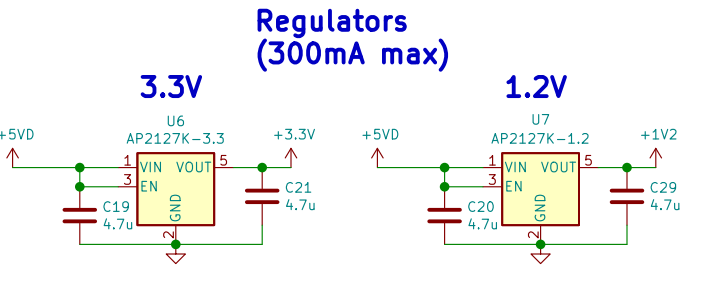 Regulators
(300mA max)
3.3V
1.2V
U6
AP2127K-3.3
U7
AP2127K-1.2
+5VD
+3.3V
+5VD
+1V2
1
VIN
VOUT
5
3
EN
GND
2
C19
4.7u
C21
4.7u
1
VIN
VOUT
5
3
EN
GND
2
C20
4.7u
C29
4.7u